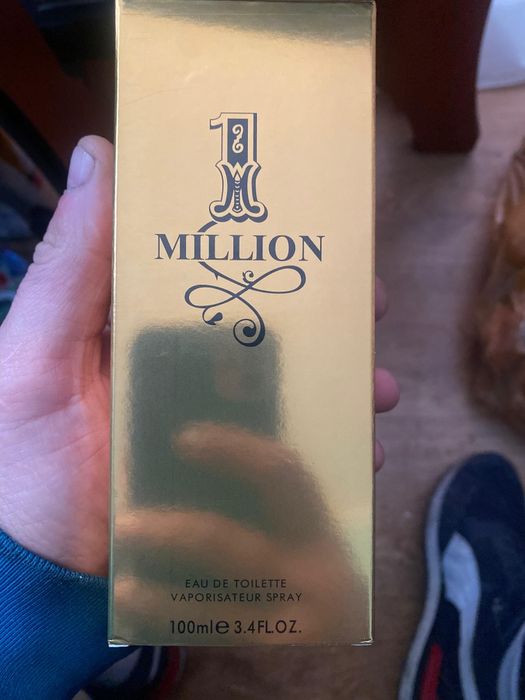 1
MILLION
EAU DE TOILETTE
VAPORISATEUR SPRAY
100ml℮ 3.4FL.OZ.